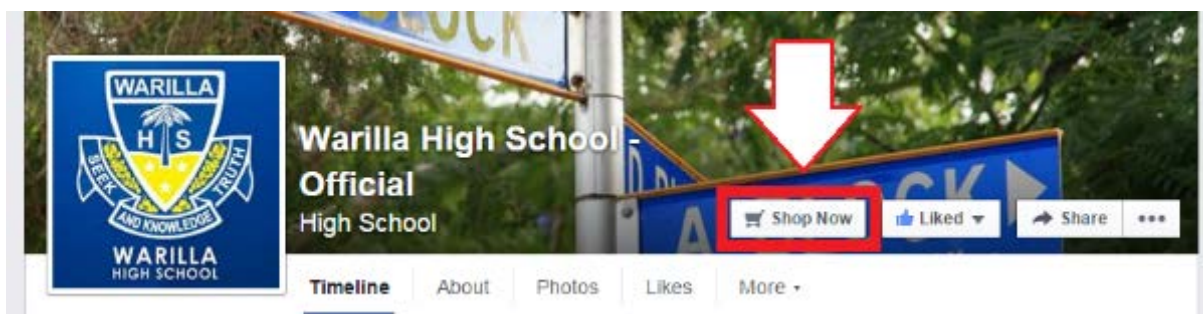 WARILLA
H S
SEEK
TRUTH
AND KNOWLEDGE
WARILLA
HIGH SCHOOL
Warilla High School -
Official
High School
Shop Now
Liked
Share
Timeline
About
Photos
Likes
More